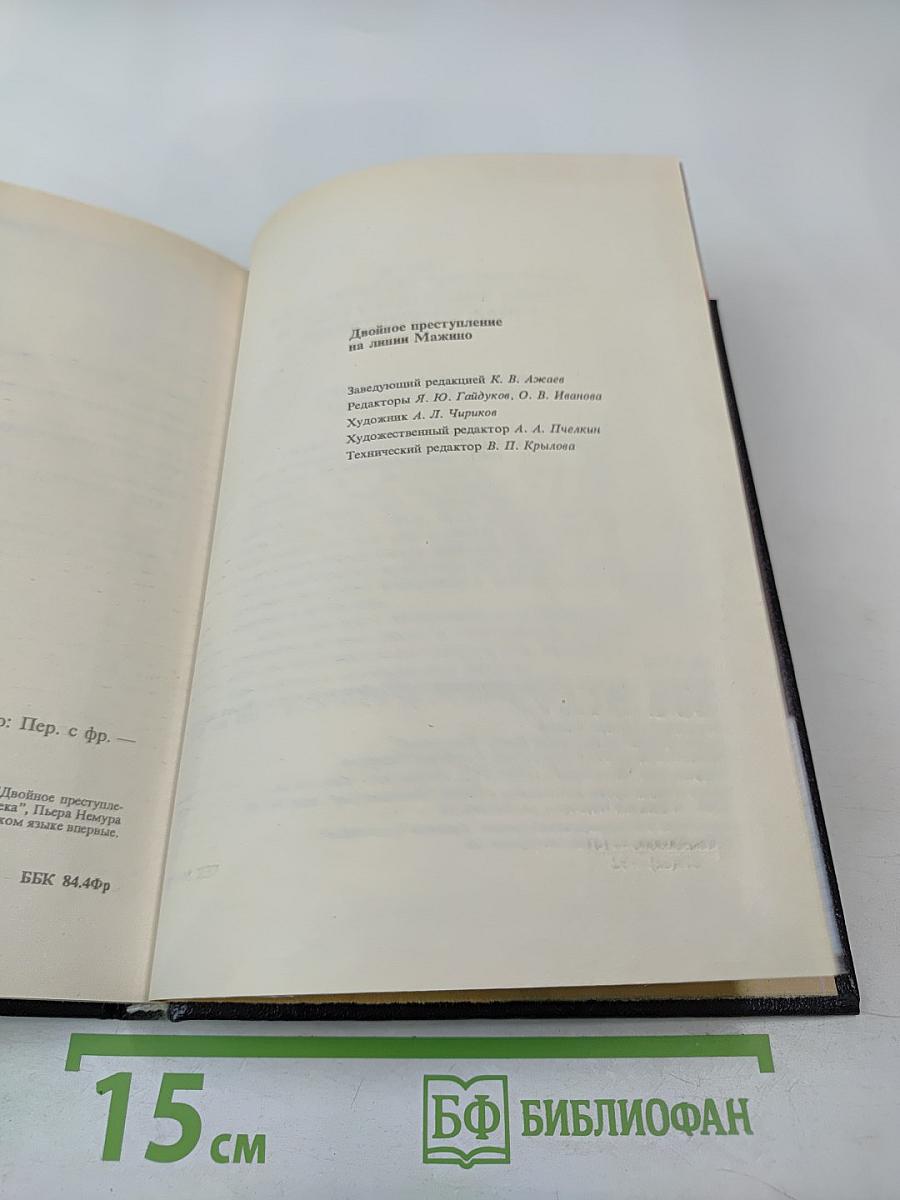 о: Пер. с фр. —
"Двойное преступле-
ека", Пьера Немура
ком языке впервые.
ББК 84.4Фр
Двойное преступление
на линии Мажино
Заведующий редакцией К. В. Ажаев
Редакторы Я. Ю. Гайдуков, О. В. Иванова
Художник А. Л. Чириков
Художественный редактор А. А. Пчелкин
Технический редактор В. П. Крылова
15 см
БФ БИБЛИОФАН